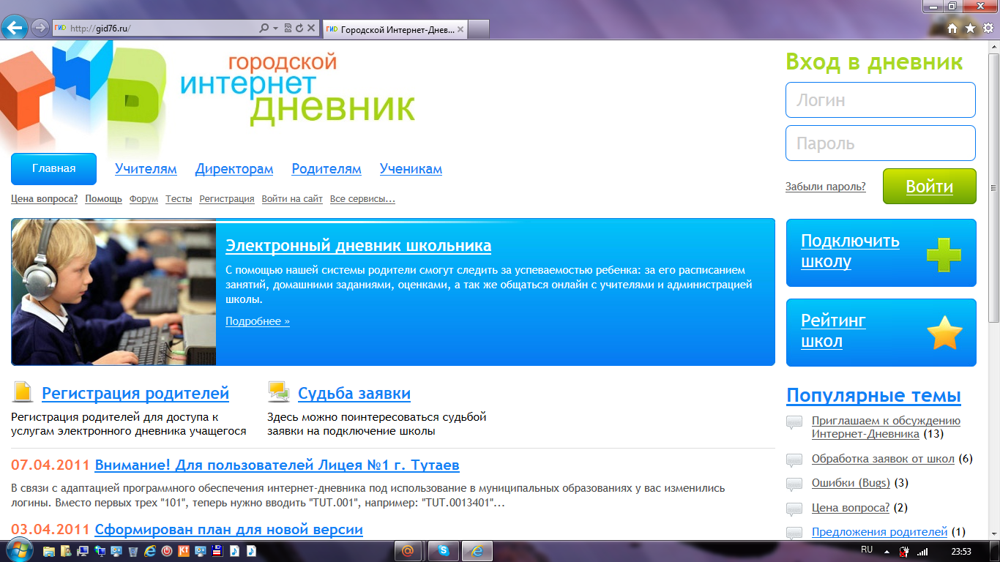 http://gid76.ru/
ГИД Городской Интернет-Днев...
ГИД
городской
интернет
дневник
Вход в дневник
Логин
Пароль
Забыли пароль?
Войти
Главная
Учителям
Директорам
Родителям
Ученикам
Цена вопроса? Помощь Форум Тесты Регистрация Войти на сайт Все сервисы...
Электронный дневник школьника
С помощью нашей системы родители смогут следить за успеваемостью ребенка: за его расписанием
занятий, домашними заданиями, оценками, а так же общаться онлайн с учителями и администрацией
школы.
Подробнее »
Подключить
школу
Рейтинг
школ
Регистрация родителей
Регистрация родителей для доступа к
услугам электронного дневника учащегося
Судьба заявки
Здесь можно поинтересоваться судьбой
заявки на подключение школы
07.04.2011 Внимание! Для пользователей Лицея №1 г. Тутаев
В связи с адаптацией программного обеспечения интернет-дневника под использование в муниципальных образованиях у вас изменились
логины. Вместо первых трех "101", теперь нужно вводить "TUT.001", например: "TUT.0013401"...
03.04.2011 Сформирован план для новой версии
Популярные темы
Приглашаем к обсуждению
Интернет-Дневника (13)
Обработка заявок от школ (6)
Ошибки (Bugs) (3)
Цена вопроса? (2)
Предложения родителей (1)
RU
23:53